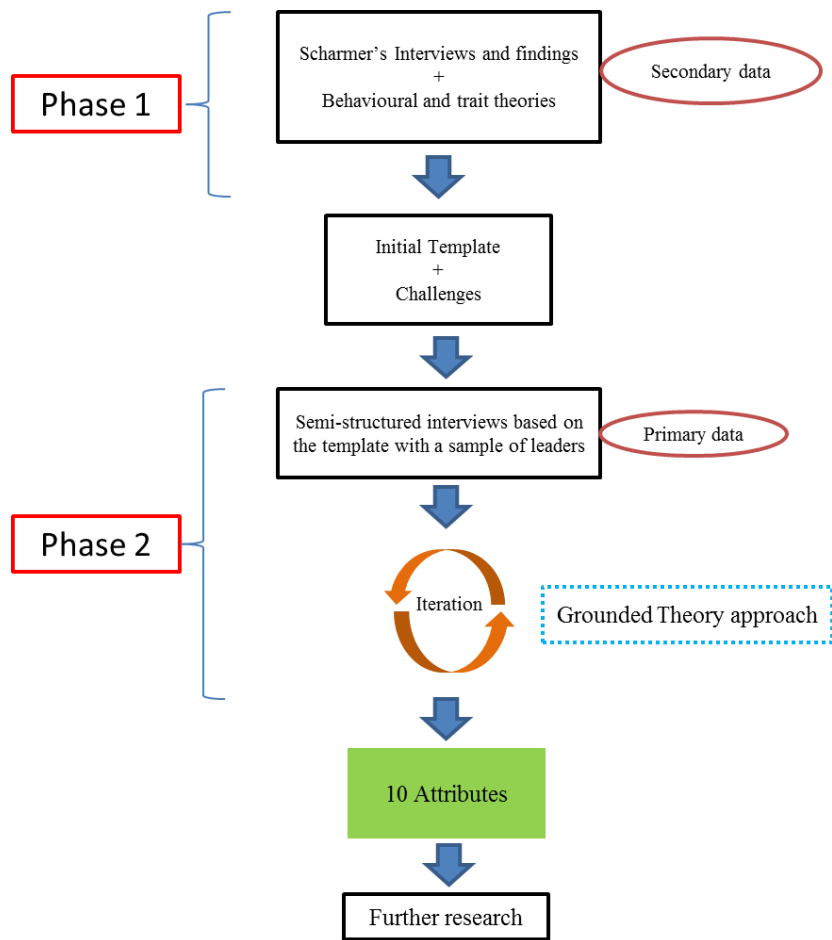 Phase 1
Scharmer's Interviews and findings
+
Behavioural and trait theories
Secondary data
Initial Template
+
Challenges
Phase 2
Semi-structured interviews based on
the template with a sample of leaders
Primary data
Iteration
Grounded Theory approach
10 Attributes
Further research